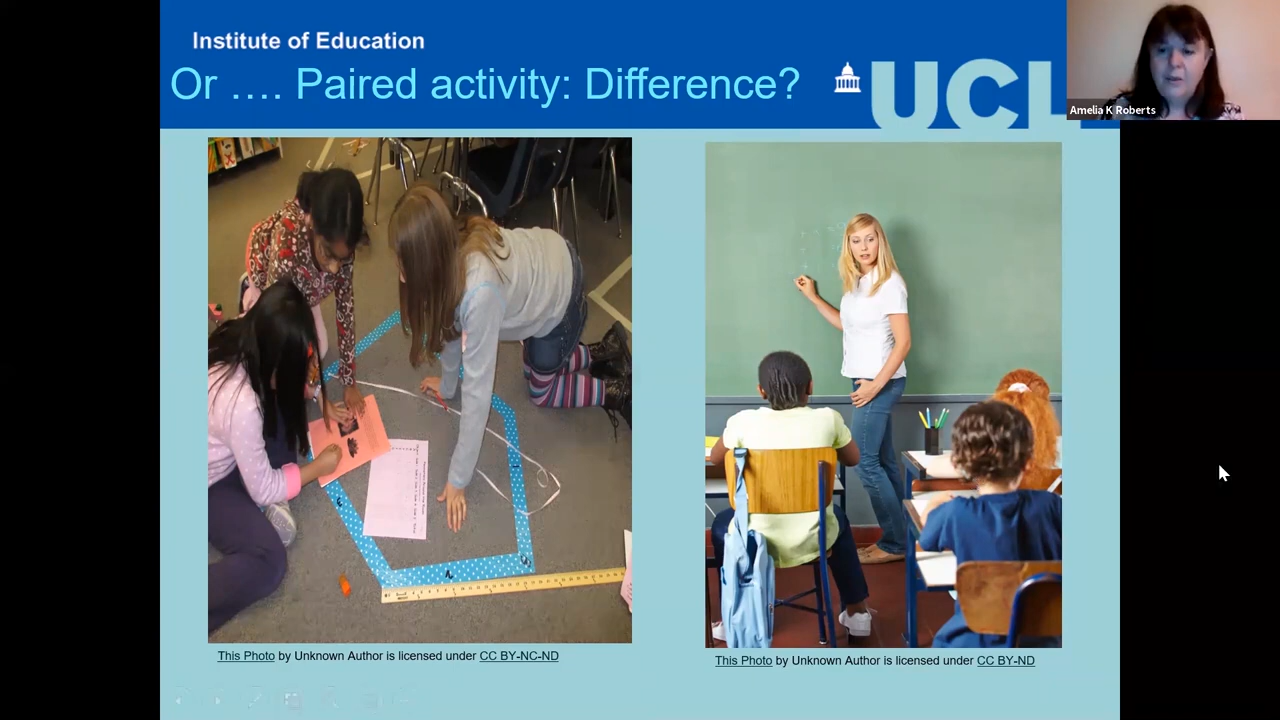 Institute of Education
Or .... Paired activity: Difference?
UCL
Amelia K Roberts
This Photo by Unknown Author is licensed under CC BY-NC-ND
This Photo by Unknown Author is licensed under CC BY-ND